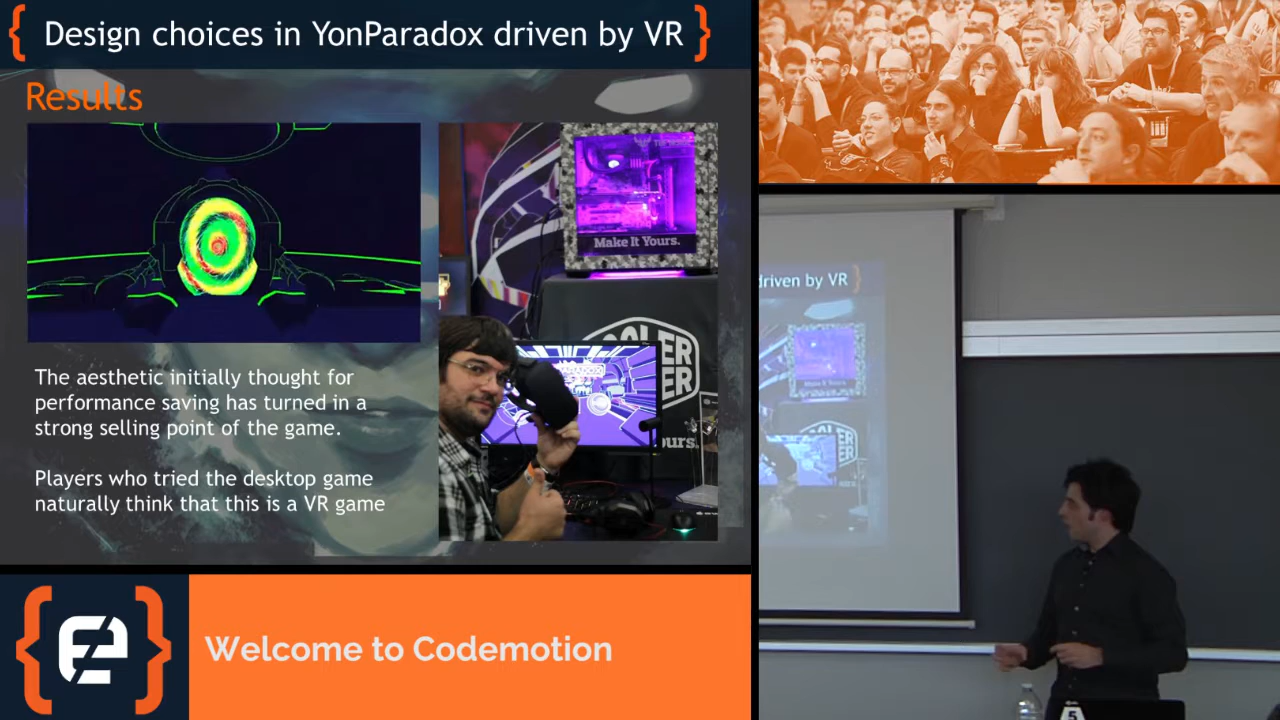 { Design choices in YonParadox driven by VR }
Results
Make It Yours.
The aesthetic initially thought for
performance saving has turned in a
strong selling point of the game.
Players who tried the desktop game
naturally think that this is a VR game
Welcome to Codemotion
driven by VR }
5